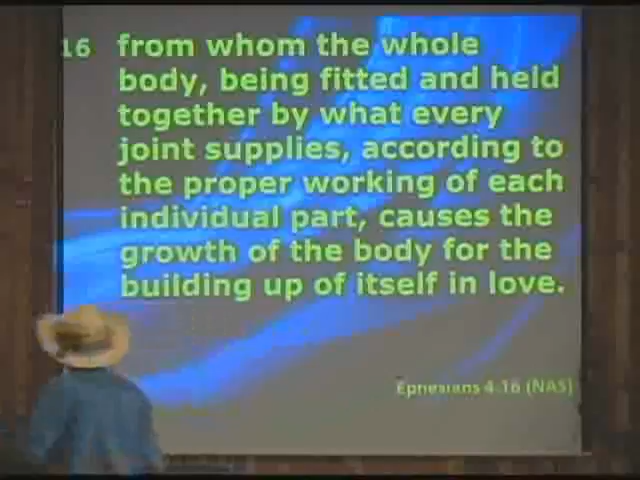 16 from whom the whole
body, being fitted and held
together by what every
joint supplies, according to
the proper working of each
individual part, causes the
growth of the body for the
building up of itself in love.
Ephesians 4:16 (NAS)